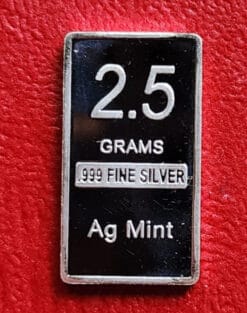 2.5
GRAMS
.999 FINE SILVER
Ag Mint